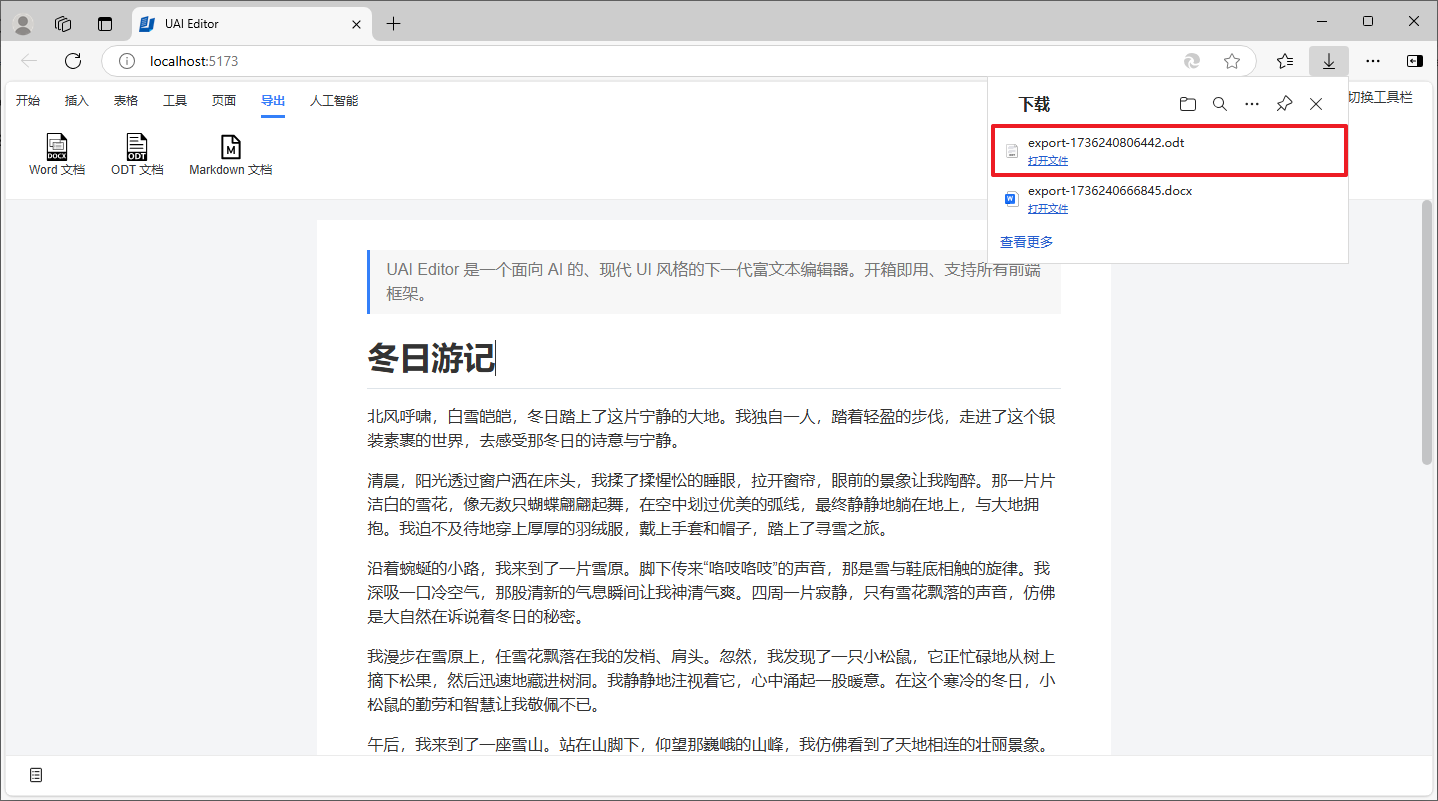 UAI Editor
localhost:5173
开始 插入 表格 工具 页面 导出 人工智能
切换工具栏
DOCX ODT M
Word 文档 ODT 文档 Markdown 文档
下载
export-1736240806442.odt
打开文件
export-1736240666845.docx
打开文件
查看更多
UAI Editor 是一个面向 AI 的、现代 UI 风格的下一代富文本编辑器。开箱即用、支持所有前端
框架。
冬日游记
北风呼啸，白雪皑皑，冬日踏上了这片宁静的大地。我独自一人，踏着轻盈的步伐，走进了这个银
装素裹的世界，去感受那冬日的诗意与宁静。
清晨，阳光透过窗户洒在床头，我揉了揉惺忪的睡眼，拉开窗帘，眼前的景象让我陶醉。那一片片
洁白的雪花，像无数只蝴蝶翩翩起舞，在空中划过优美的弧线，最终静静地躺在地上，与大地拥
抱。我迫不及待地穿上厚厚的羽绒服，戴上手套和帽子，踏上了寻雪之旅。
沿着蜿蜒的小路，我来到了一片雪原。脚下传来“咯吱咯吱”的声音，那是雪与鞋底相触的旋律。我
深吸一口冷空气，那股清新的气息瞬间让我神清气爽。四周一片寂静，只有雪花飘落的声音，仿佛
是大自然在诉说着冬日的秘密。
我漫步在雪原上，任雪花飘落在我的发梢、肩头。忽然，我发现了一只小松鼠，它正忙碌地从树上
摘下松果，然后迅速地藏进树洞。我静静地注视着它，心中涌起一股暖意。在这个寒冷的冬日，小
松鼠的勤劳和智慧让我敬佩不已。
午后，我来到了一座雪山。站在山脚下，仰望那巍峨的山峰，我仿佛看到了天地相连的壮丽景象。